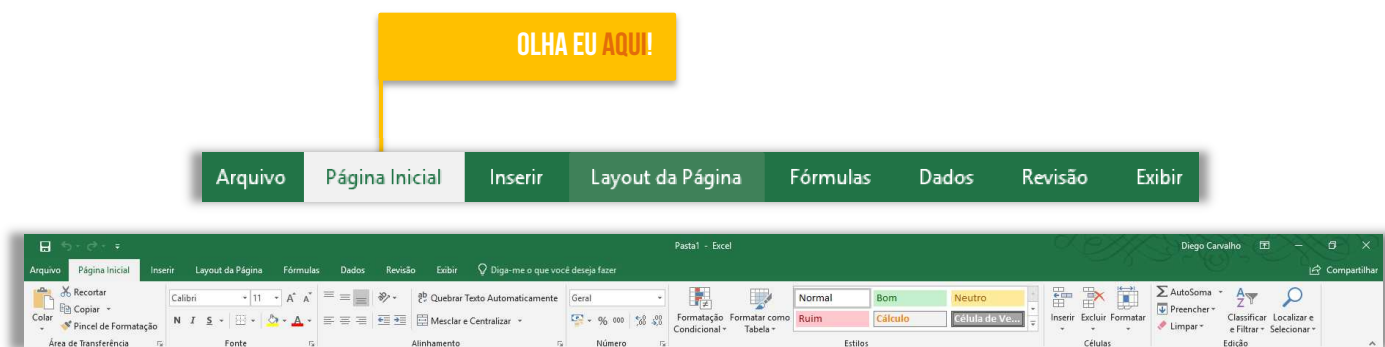 OLHA EU AQUI!
Arquivo Página Inicial Inserir Layout da Página Fórmulas Dados Revisão Exibir
Pasta1 - Excel Diego Carvalho
Arquivo Página Inicial Inserir Layout da Página Fórmulas Dados Revisão Exibir Diga-me o que você deseja fazer Compartilhar
Colar
Recortar
Copiar
Pincel de Formatação
Área de Transferência
Calibri 11 A A
N I S A
Fonte
Quebrar Texto Automaticamente
Mesclar e Centralizar
Alinhamento
Geral
% 000
Número
Formatação Condicional
Formatar como Tabela
Normal Bom Neutro
Ruim Cálculo Célula de Ve...
Estilos
Inserir Excluir Formatar
Células
AutoSoma
Preencher
Limpar
Classificar e Filtrar
Localizar e Selecionar
Edição